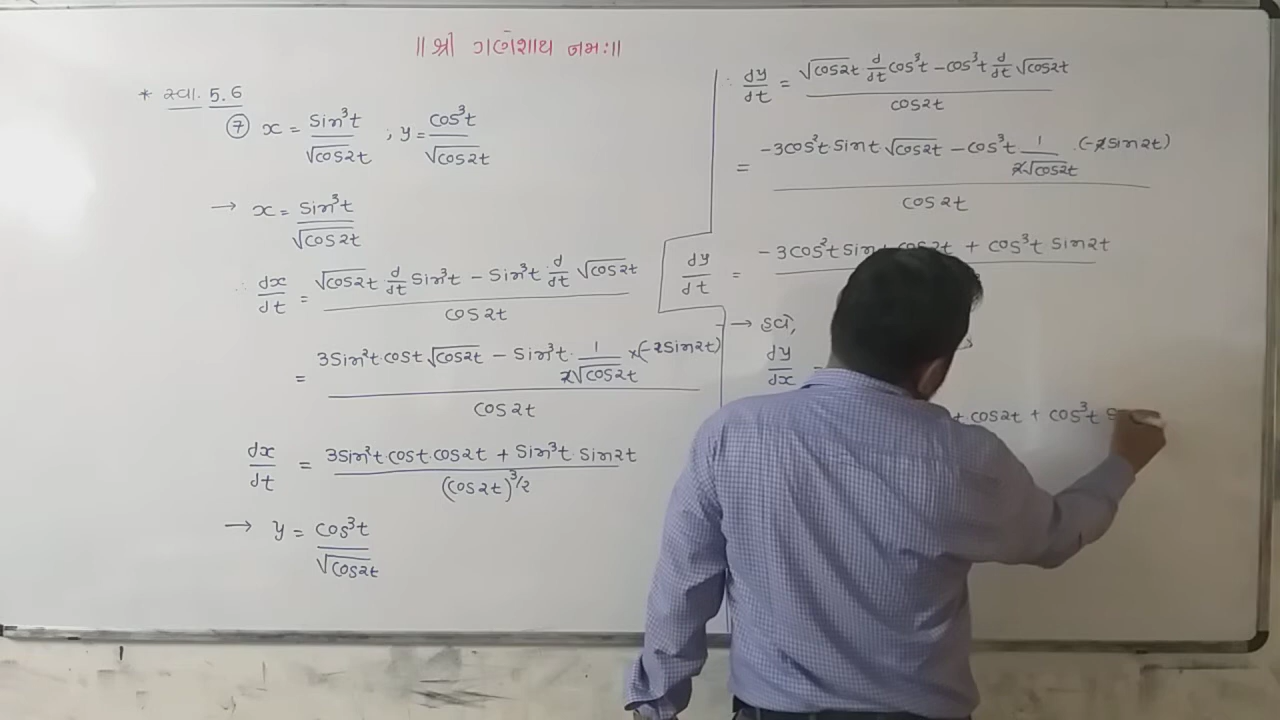 ॥ શ્રી ગણેશાય નમઃ ॥
* સ્વા. 5.6
⑦ x = sin³t / √cos2t ; y = cos³t / √cos2t
→ x = sin³t / √cos2t
∴ dx/dt = (√cos2t d/dt sin³t − sin³t · d/dt √cos2t) / cos2t
= (3sin²t cost √cos2t − sin³t · 1/(2√cos2t) × (−2sin2t)) / cos2t
dx/dt = (3sin²t · cost · cos2t + sin³t sin2t) / (cos2t)^3/2
→ y = cos³t / √cos2t
∴ dy/dt = (√cos2t d/dt cos³t − cos³t d/dt √cos2t) / cos2t
= (−3cos²t sint √cos2t − cos³t 1/(2√cos2t) · (−2sin2t)) / cos2t
dy/dt = −3cos²t sint cos2t + cos³t sin2t
→ હવે,
dy/dx =
cos2t + cos³t